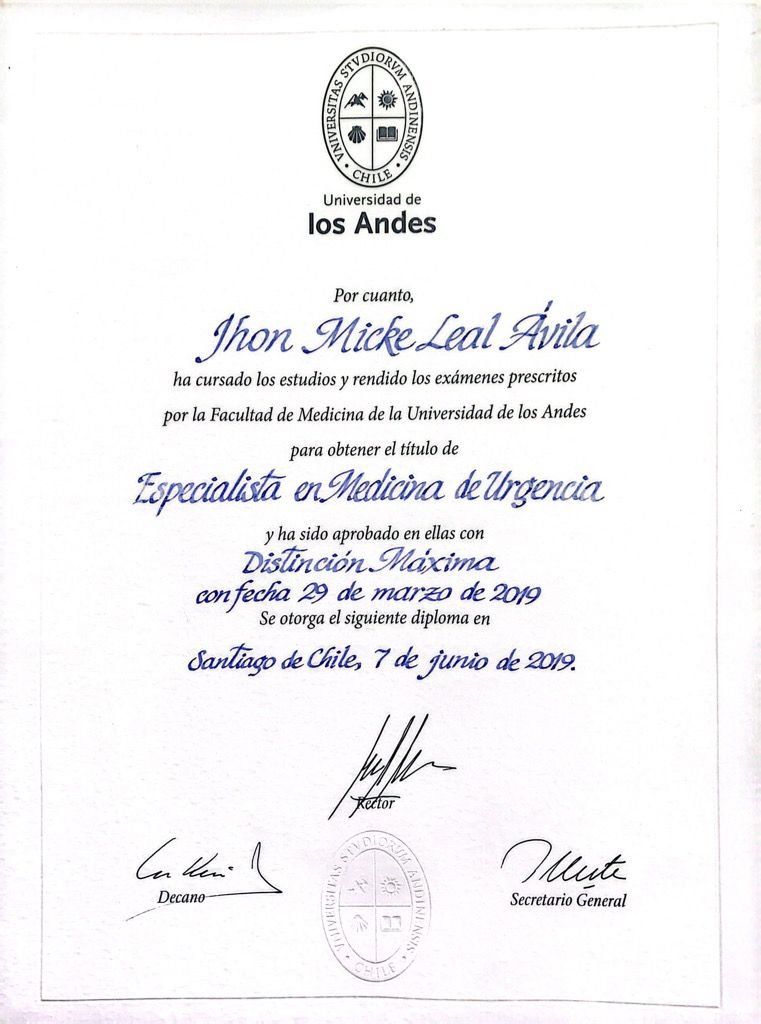 VNIVERSITAS STVDIORVM ANDINENSIS
· CHILE ·
Universidad de
los Andes
Por cuanto,
Jhon Micke Leal Ávila
ha cursado los estudios y rendido los exámenes prescritos
por la Facultad de Medicina de la Universidad de los Andes
para obtener el título de
Especialista en Medicina de Urgencia
y ha sido aprobado en ellas con
Distinción Máxima
con fecha 29 de marzo de 2019
Se otorga el siguiente diploma en
Santiago de Chile, 7 de junio de 2019.
Rector
Decano
Secretario General
VNIVERSITAS STVDIORVM ANDINENSIS
· CHILE ·